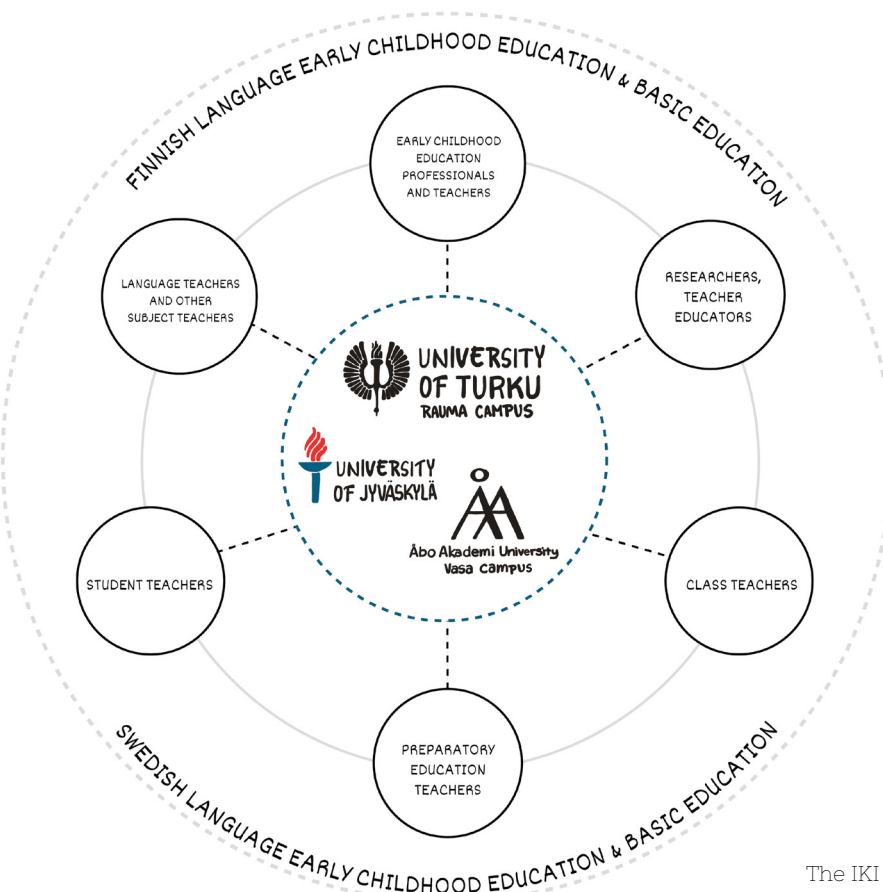 FINNISH LANGUAGE EARLY CHILDHOOD EDUCATION & BASIC EDUCATION
EARLY CHILDHOOD
EDUCATION
PROFESSIONALS
AND TEACHERS
LANGUAGE TEACHERS
AND OTHER
SUBJECT TEACHERS
RESEARCHERS,
TEACHER
EDUCATORS
UNIVERSITY
OF TURKU
RAUMA CAMPUS
UNIVERSITY
OF JYVÄSKYLÄ
ÅA
Åbo Akademi University
Vasa Campus
STUDENT TEACHERS
CLASS TEACHERS
PREPARATORY
EDUCATION
TEACHERS
SWEDISH LANGUAGE EARLY CHILDHOOD EDUCATION & BASIC EDUCATION
The IKI